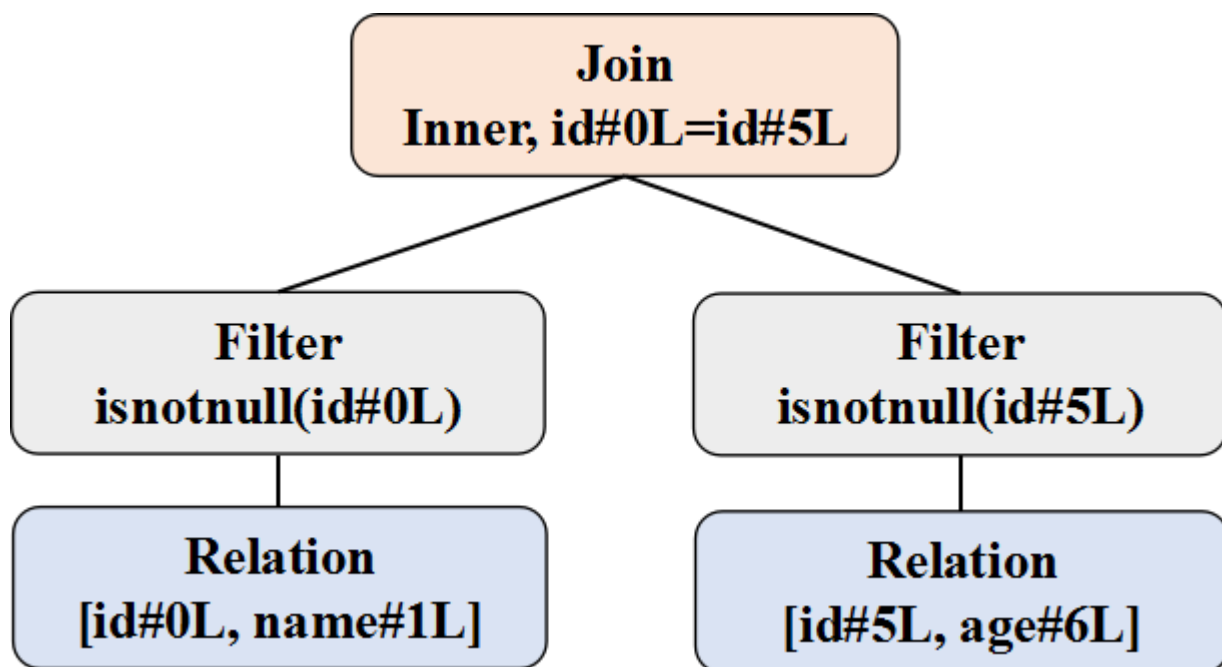 Join
Inner, id#0L=id#5L
Filter
isnotnull(id#0L)
Filter
isnotnull(id#5L)
Relation
[id#0L, name#1L]
Relation
[id#5L, age#6L]